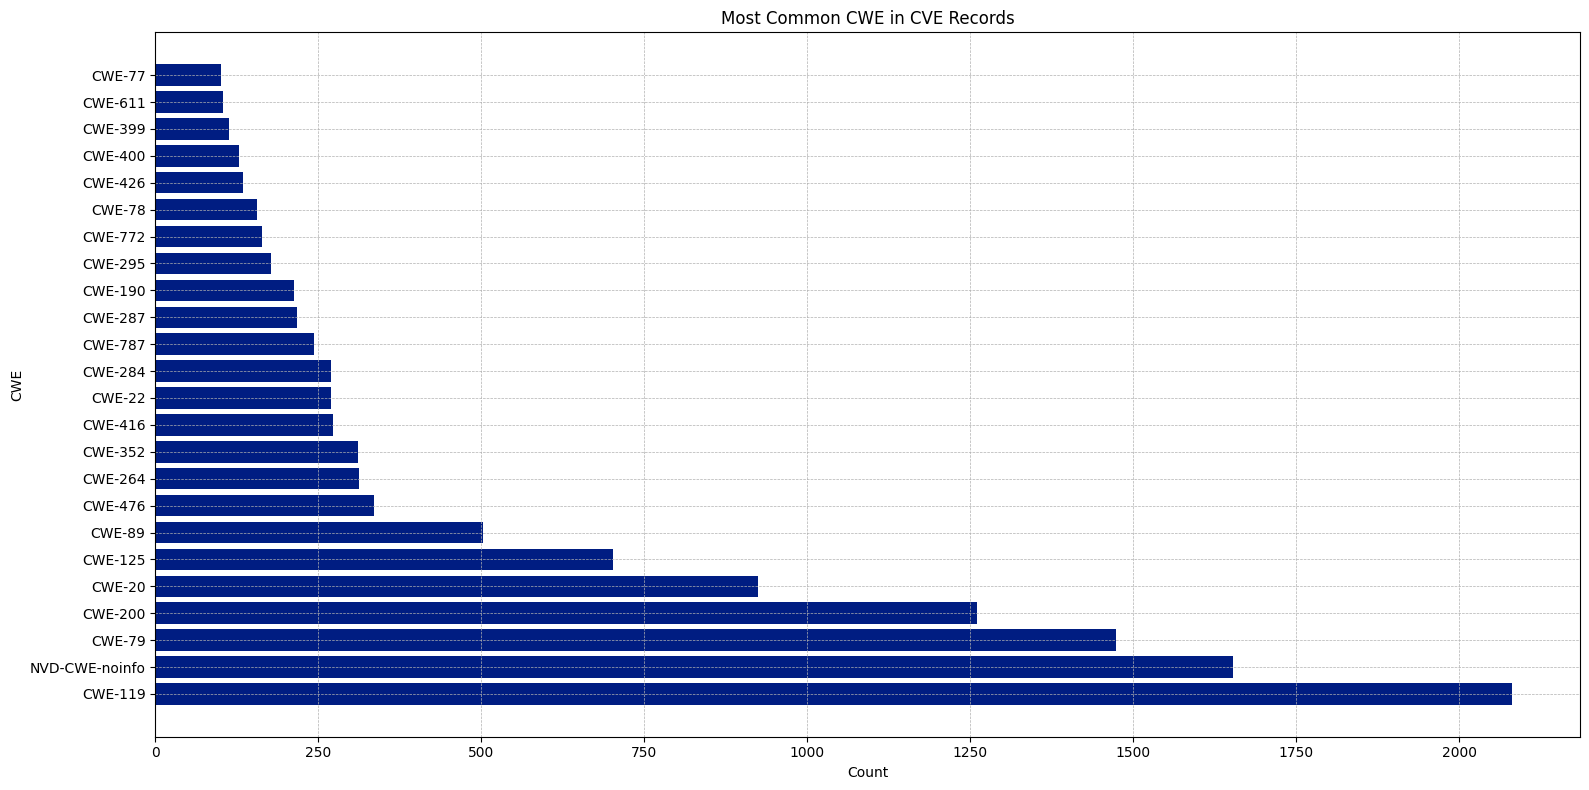 Most Common CWE in CVE Records
CWE
CWE-77
CWE-611
CWE-399
CWE-400
CWE-426
CWE-78
CWE-772
CWE-295
CWE-190
CWE-287
CWE-787
CWE-284
CWE-22
CWE-416
CWE-352
CWE-264
CWE-476
CWE-89
CWE-125
CWE-20
CWE-200
CWE-79
NVD-CWE-noinfo
CWE-119
0 250 500 750 1000 1250 1500 1750 2000
Count